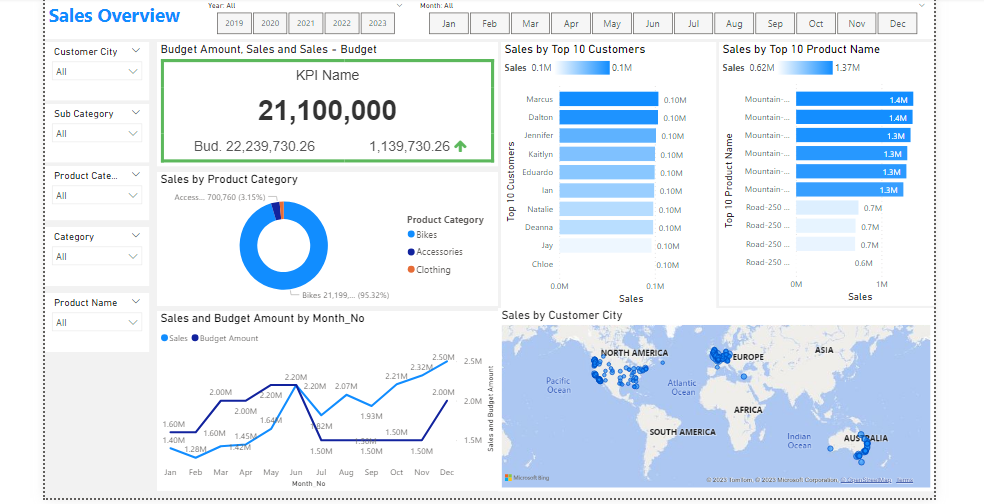 Sales Overview
Year: All
2019 2020 2021 2022 2023
Month: All
Jan Feb Mar Apr May Jun Jul Aug Sep Oct Nov Dec
Customer City
All
Sub Category
All
Product Cate...
All
Category
All
Product Name
All
Budget Amount, Sales and Sales - Budget
KPI Name
21,100,000
Bud. 22,239,730.26
1,139,730.26
Sales by Product Category
Access... 700,760 (3.15%)
Bikes 21,199,... (95.32%)
Product Category
Bikes
Accessories
Clothing
Sales by Top 10 Customers
Sales 0.1M 0.1M
Top 10 Customers
Marcus 0.10M
Dalton 0.10M
Jennifer 0.10M
Kaitlyn 0.10M
Eduardo 0.10M
Ian 0.10M
Natalie 0.10M
Deanna 0.10M
Jay 0.10M
Chloe 0.10M
0.0M 0.1M
Sales
Sales by Top 10 Product Name
Sales 0.62M 1.37M
Top 10 Product Name
Mountain-... 1.4M
Mountain-... 1.4M
Mountain-... 1.3M
Mountain-... 1.3M
Mountain-... 1.3M
Mountain-... 1.3M
Road-250 ... 0.7M
Road-250 ... 0.7M
Road-250 ... 0.7M
Road-250 ... 0.6M
0M 1M
Sales
Sales and Budget Amount by Month_No
Sales Budget Amount
1.60M
1.40M
1.28M
2.00M
1.60M
1.42M
2.00M
1.45M
2.20M
1.64M
2.20M
2.20M
1.82M
1.50M
2.07M
1.93M
1.50M
2.21M
1.50M
2.32M
1.50M
2.50M
2.00M
2.5M
2.0M
1.5M
Sales and Budget Amount
Jan Feb Mar Apr May Jun Jul Aug Sep Oct Nov Dec
Month_No
Sales by Customer City
NORTH AMERICA
EUROPE
ASIA
Pacific
Ocean
Atlantic
Ocean
AFRICA
SOUTH AMERICA
Indian
Ocean
AUSTRALIA
Microsoft Bing
© 2023 TomTom, © 2023 Microsoft Corporation, © OpenStreetMap Terms